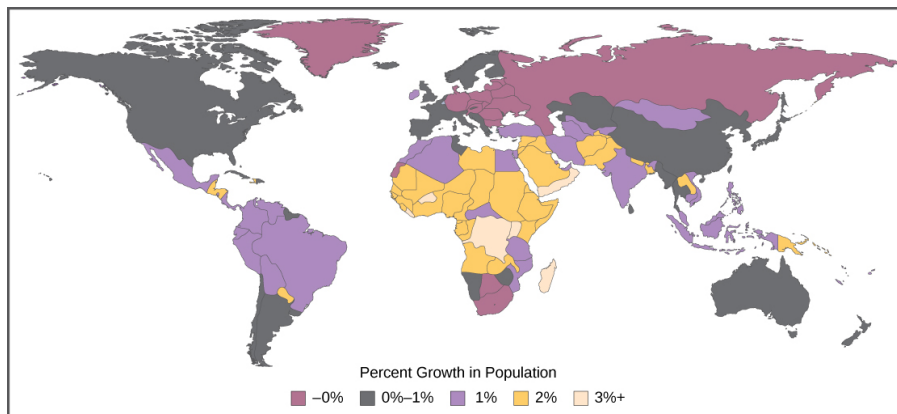 Percent Growth in Population
–0% 0%–1% 1% 2% 3%+